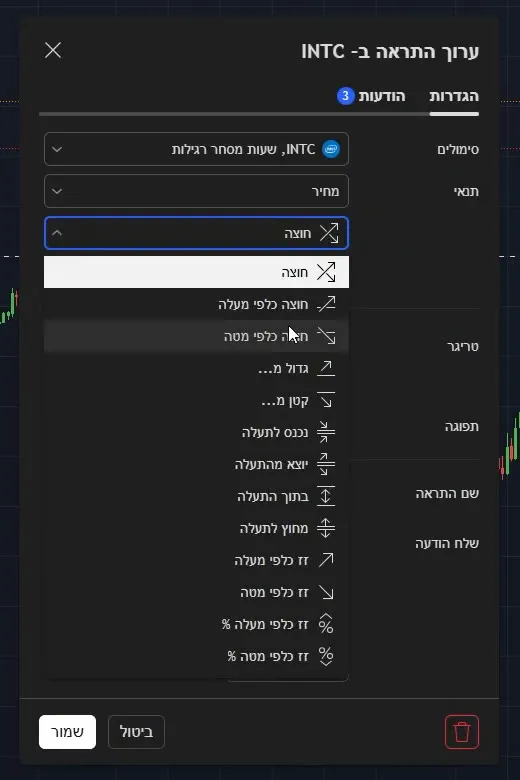 ערוך התראה ב- INTC
הגדרות
הודעות 3
סימולים
INTC, שעות מסחר רגילות
תנאי
מחיר
חוצה
חוצה
חוצה כלפי מעלה
כלפי מטה
גדול מ...
קטן מ...
נכנס לתעלה
יוצא מהתעלה
בתוך התעלה
מחוץ לתעלה
זז כלפי מעלה
זז כלפי מטה
זז כלפי מעלה %
זז כלפי מטה %
טריגר
תפוגה
שם התראה
שלח הודעה
ביטול
שמור